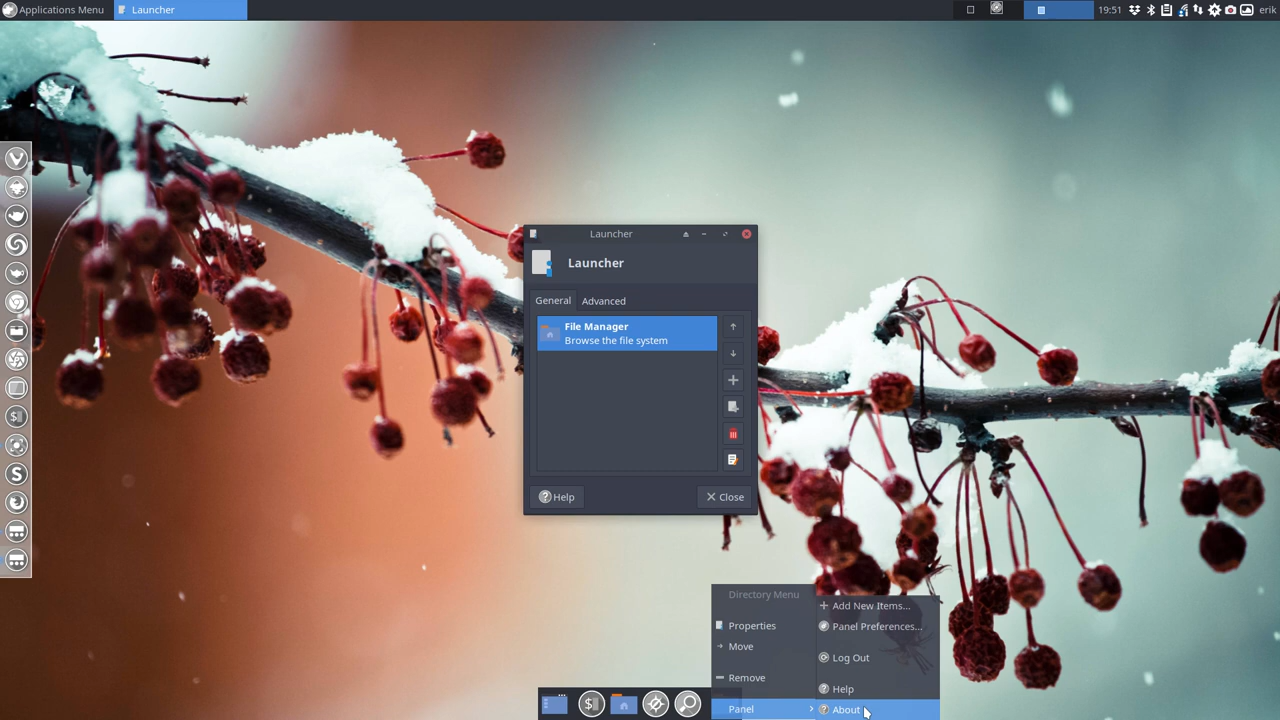 Applications Menu
Launcher
19:51
erik
Launcher
Launcher
General
Advanced
File Manager
Browse the file system
Help
Close
Directory Menu
Properties
Move
Remove
Panel
Add New Items...
Panel Preferences...
Log Out
Help
About